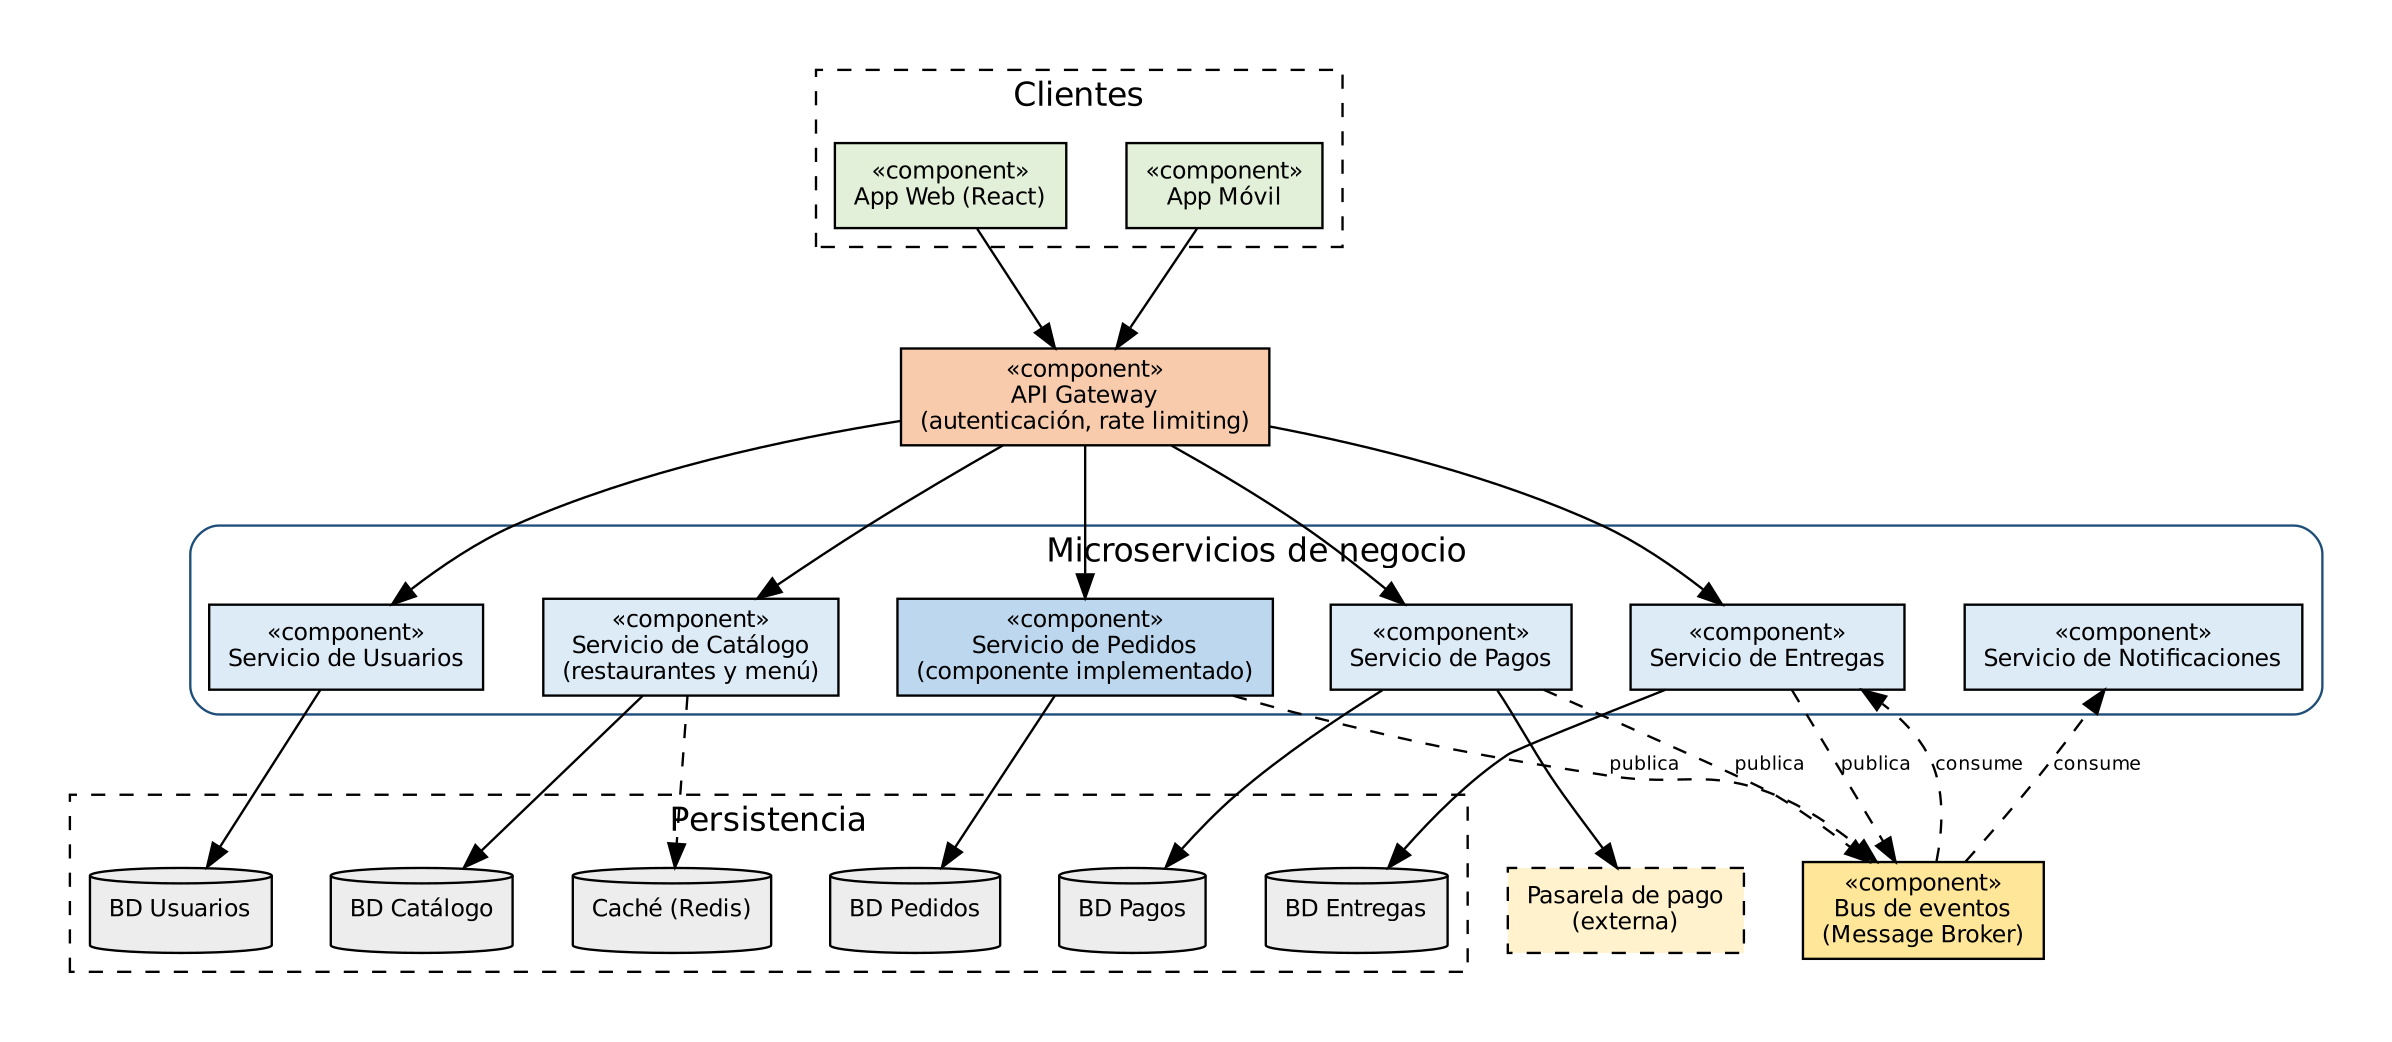 Clientes
«component»
App Web (React)
«component»
App Móvil
«component»
API Gateway
(autenticación, rate limiting)
Microservicios de negocio
«component»
Servicio de Usuarios
«component»
Servicio de Catálogo
(restaurantes y menú)
«component»
Servicio de Pedidos
(componente implementado)
«component»
Servicio de Pagos
«component»
Servicio de Entregas
«component»
Servicio de Notificaciones
publica
publica
publica
consume
consume
Persistencia
BD Usuarios
BD Catálogo
Caché (Redis)
BD Pedidos
BD Pagos
BD Entregas
Pasarela de pago
(externa)
«component»
Bus de eventos
(Message Broker)